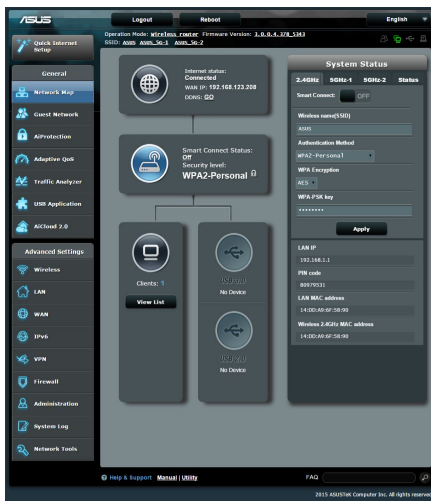 ASUS
Logout
Reboot
English
Quick Internet Setup
Operation Mode: Wireless router Firmware Version: 3.0.0.4.378_5343
SSID: ASUS ASUS_5G-1 ASUS_5G-2
General
Network Map
Guest Network
AiProtection
Adaptive QoS
Traffic Analyzer
USB Application
AiCloud 2.0
Advanced Settings
Wireless
LAN
WAN
IPv6
VPN
Firewall
Administration
System Log
Network Tools
Internet status:
Connected
WAN IP: 192.168.123.208
DDNS: GO
Smart Connect Status:
Off
Security level:
WPA2-Personal
Clients: 1
View List
USB 3.0
No Device
USB 2.0
No Device
System Status
2.4GHz 5GHz-1 5GHz-2 Status
Smart Connect: OFF
Wireless name(SSID)
ASUS
Authentication Method
WPA2-Personal
WPA Encryption
AES
WPA-PSK key
••••••••
Apply
LAN IP
192.168.1.1
PIN code
80979531
LAN MAC address
14:DD:A9:6F:58:90
Wireless 2.4GHz MAC address
14:DD:A9:6F:58:90
Help & Support Manual | Utility
FAQ
2015 ASUSTeK Computer Inc. All rights reserved